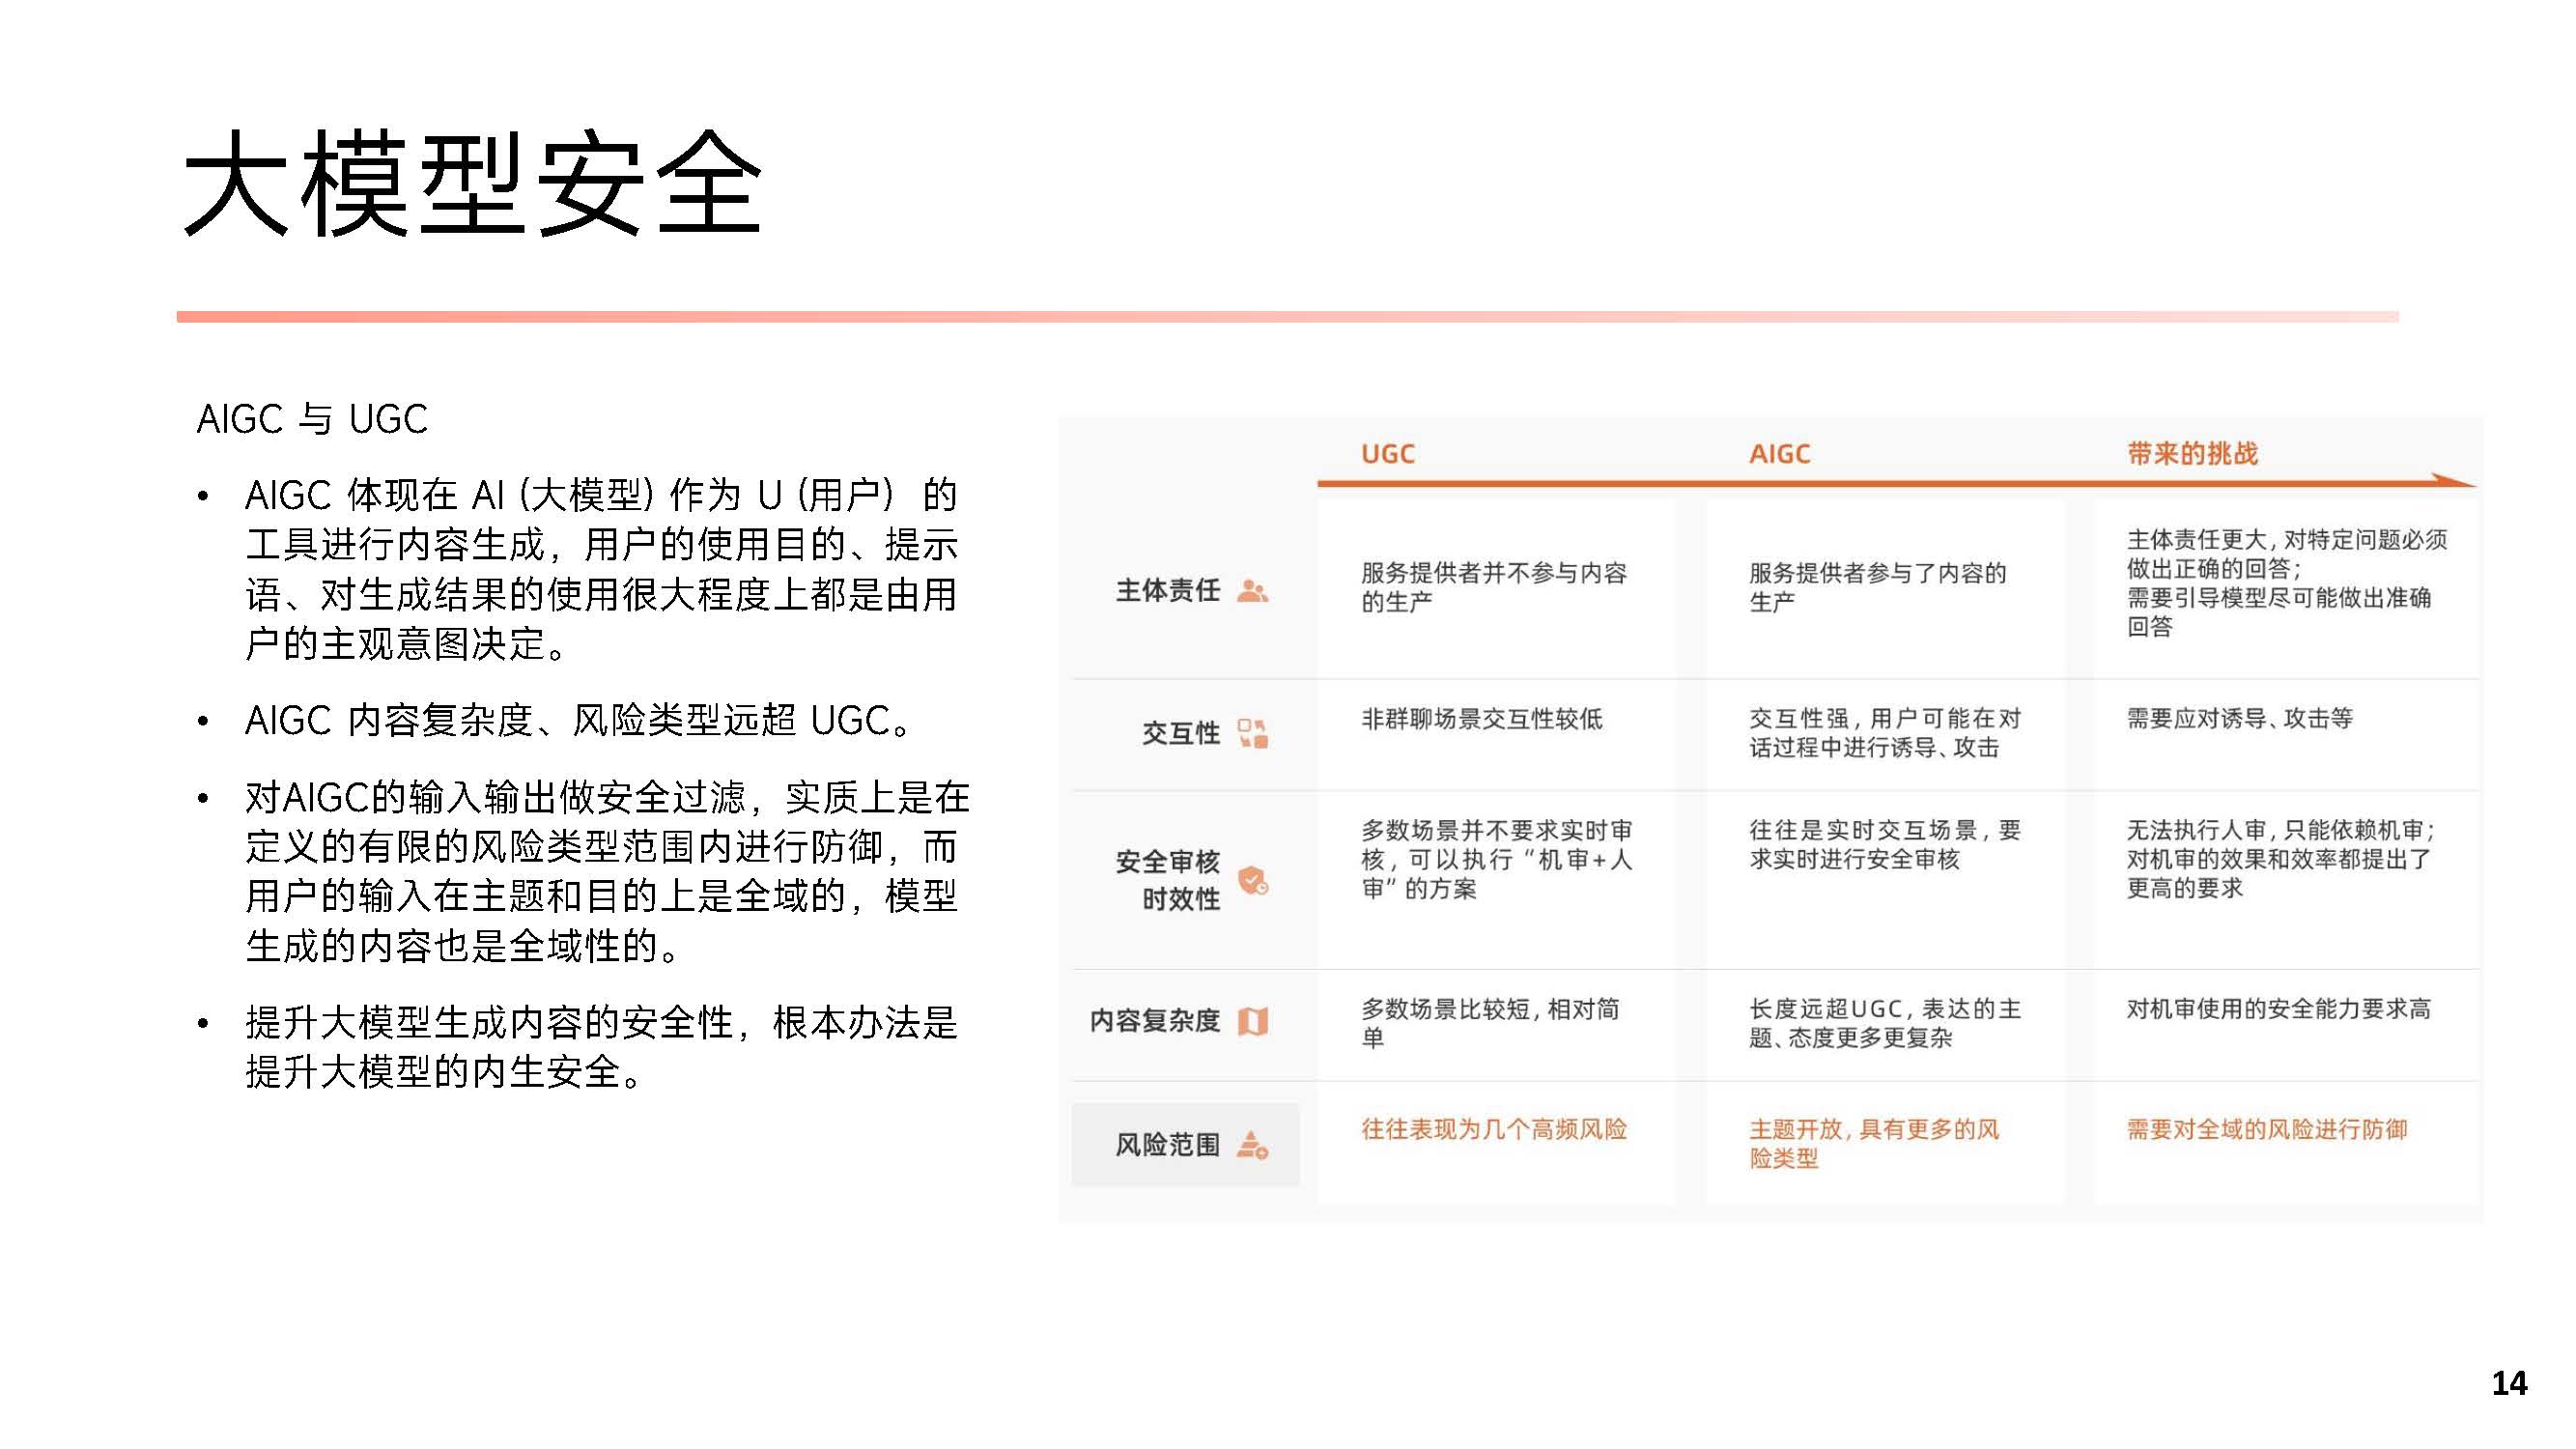 大模型安全
AIGC 与 UGC
• AIGC 体现在 AI (大模型) 作为 U (用户) 的
工具进行内容生成，用户的使用目的、提示
语、对生成结果的使用很大程度上都是由用
户的主观意图决定。
• AIGC 内容复杂度、风险类型远超 UGC。
• 对AIGC的输入输出做安全过滤，实质上是在
定义的有限的风险类型范围内进行防御，而
用户的输入在主题和目的上是全域的，模型
生成的内容也是全域性的。
• 提升大模型生成内容的安全性，根本办法是
提升大模型的内生安全。
UGC
AIGC
带来的挑战
主体责任
服务提供者并不参与内容
的生产
服务提供者参与了内容的
生产
主体责任更大，对特定问题必须
做出正确的回答；
需要引导模型尽可能做出准确
回答
交互性
非群聊场景交互性较低
交互性强，用户可能在对
话过程中进行诱导、攻击
需要应对诱导、攻击等
安全审核
时效性
多数场景并不要求实时审
核，可以执行“机审+人
审”的方案
往往是实时交互场景，要
求实时进行安全审核
无法执行人审，只能依赖机审；
对机审的效果和效率都提出了
更高的要求
内容复杂度
多数场景比较短，相对简
单
长度远超UGC，表达的主
题、态度更多更复杂
对机审使用的安全能力要求高
风险范围
往往表现为几个高频风险
主题开放，具有更多的风
险类型
需要对全域的风险进行防御
14